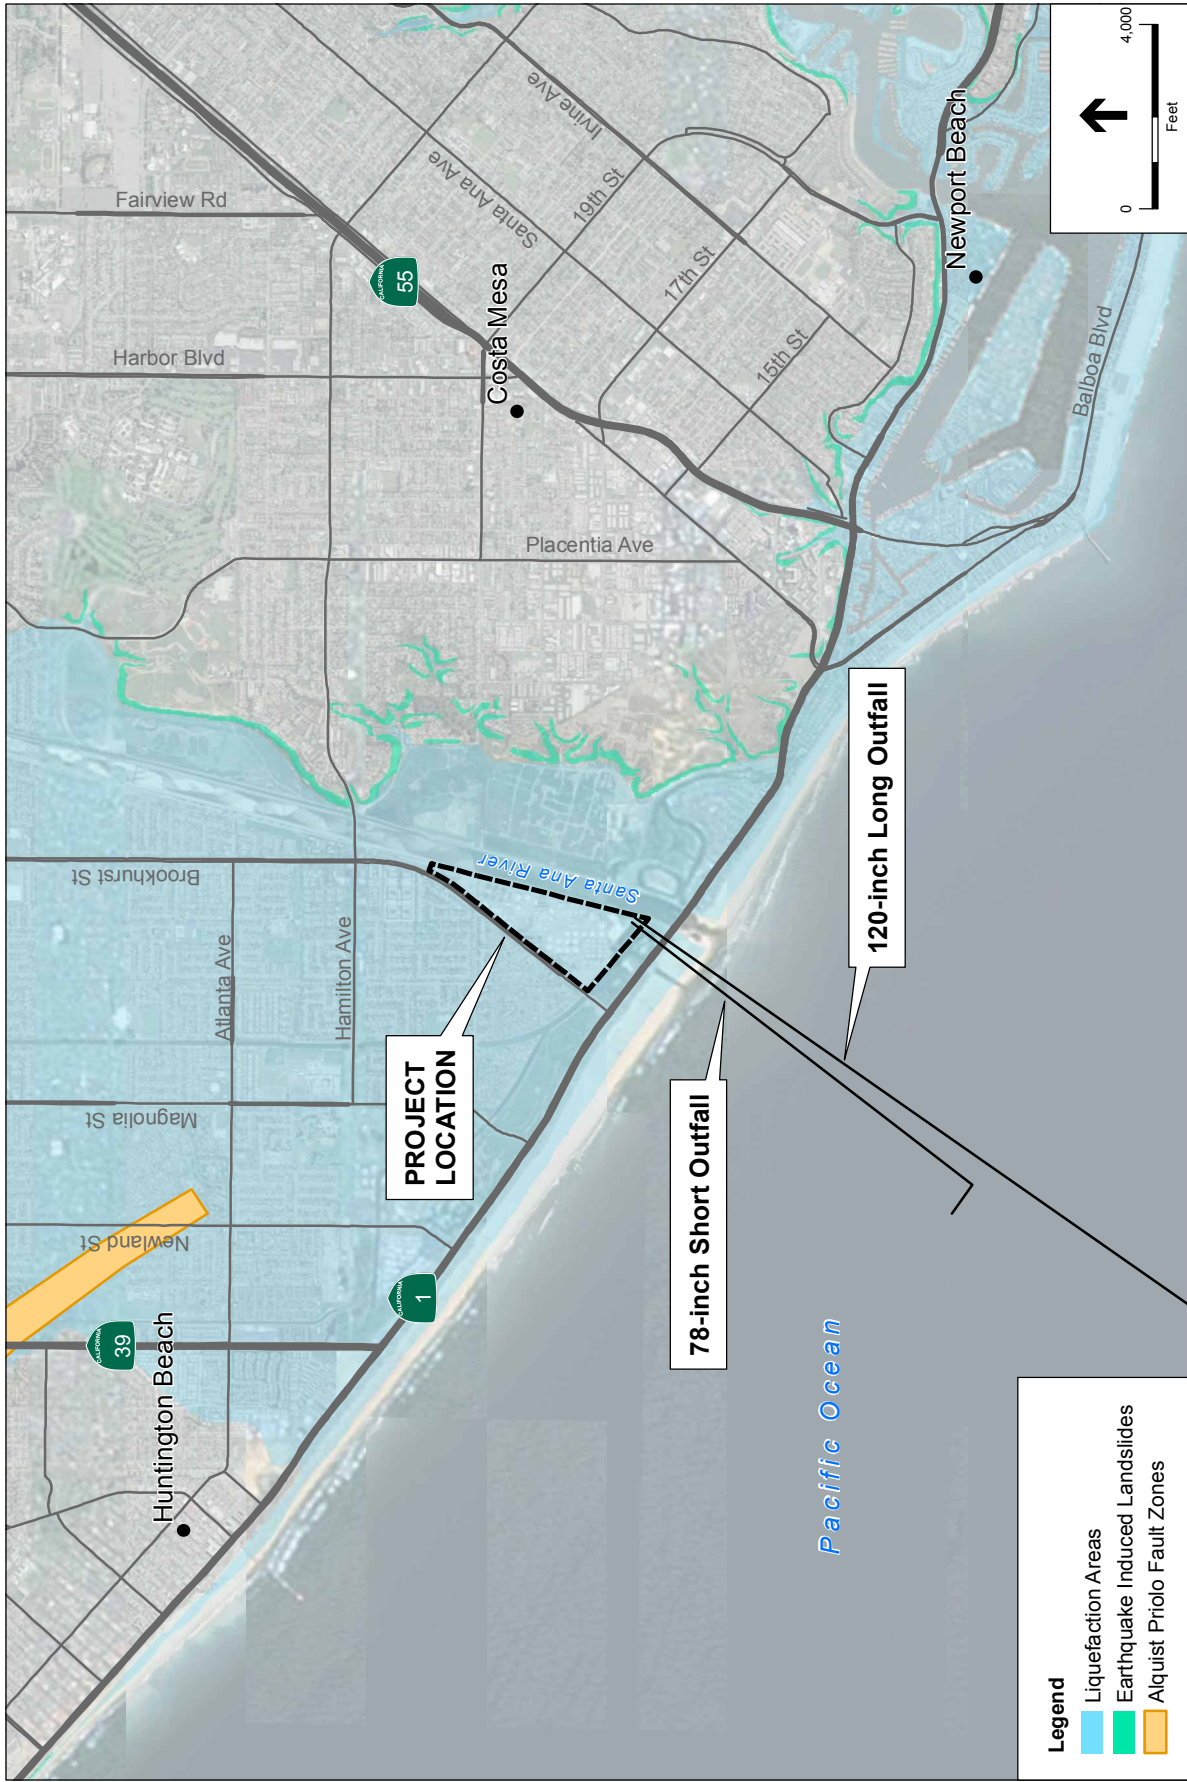 Fairview Rd
Harbor Blvd
CALIFORNIA
55
Costa Mesa
Santa Ana Ave
Irvine Ave
19th St
17th St
15th St
Placentia Ave
Newport Beach
Balboa Blvd
Brookhurst St
Atlanta Ave
Hamilton Ave
Magnolia St
Newland St
Santa Ana River
PROJECT
LOCATION
CALIFORNIA
39
CALIFORNIA
1
Huntington Beach
78-inch Short Outfall
120-inch Long Outfall
Pacific Ocean
Legend
Liquefaction Areas
Earthquake Induced Landslides
Alquist Priolo Fault Zones
0
4,000
Feet